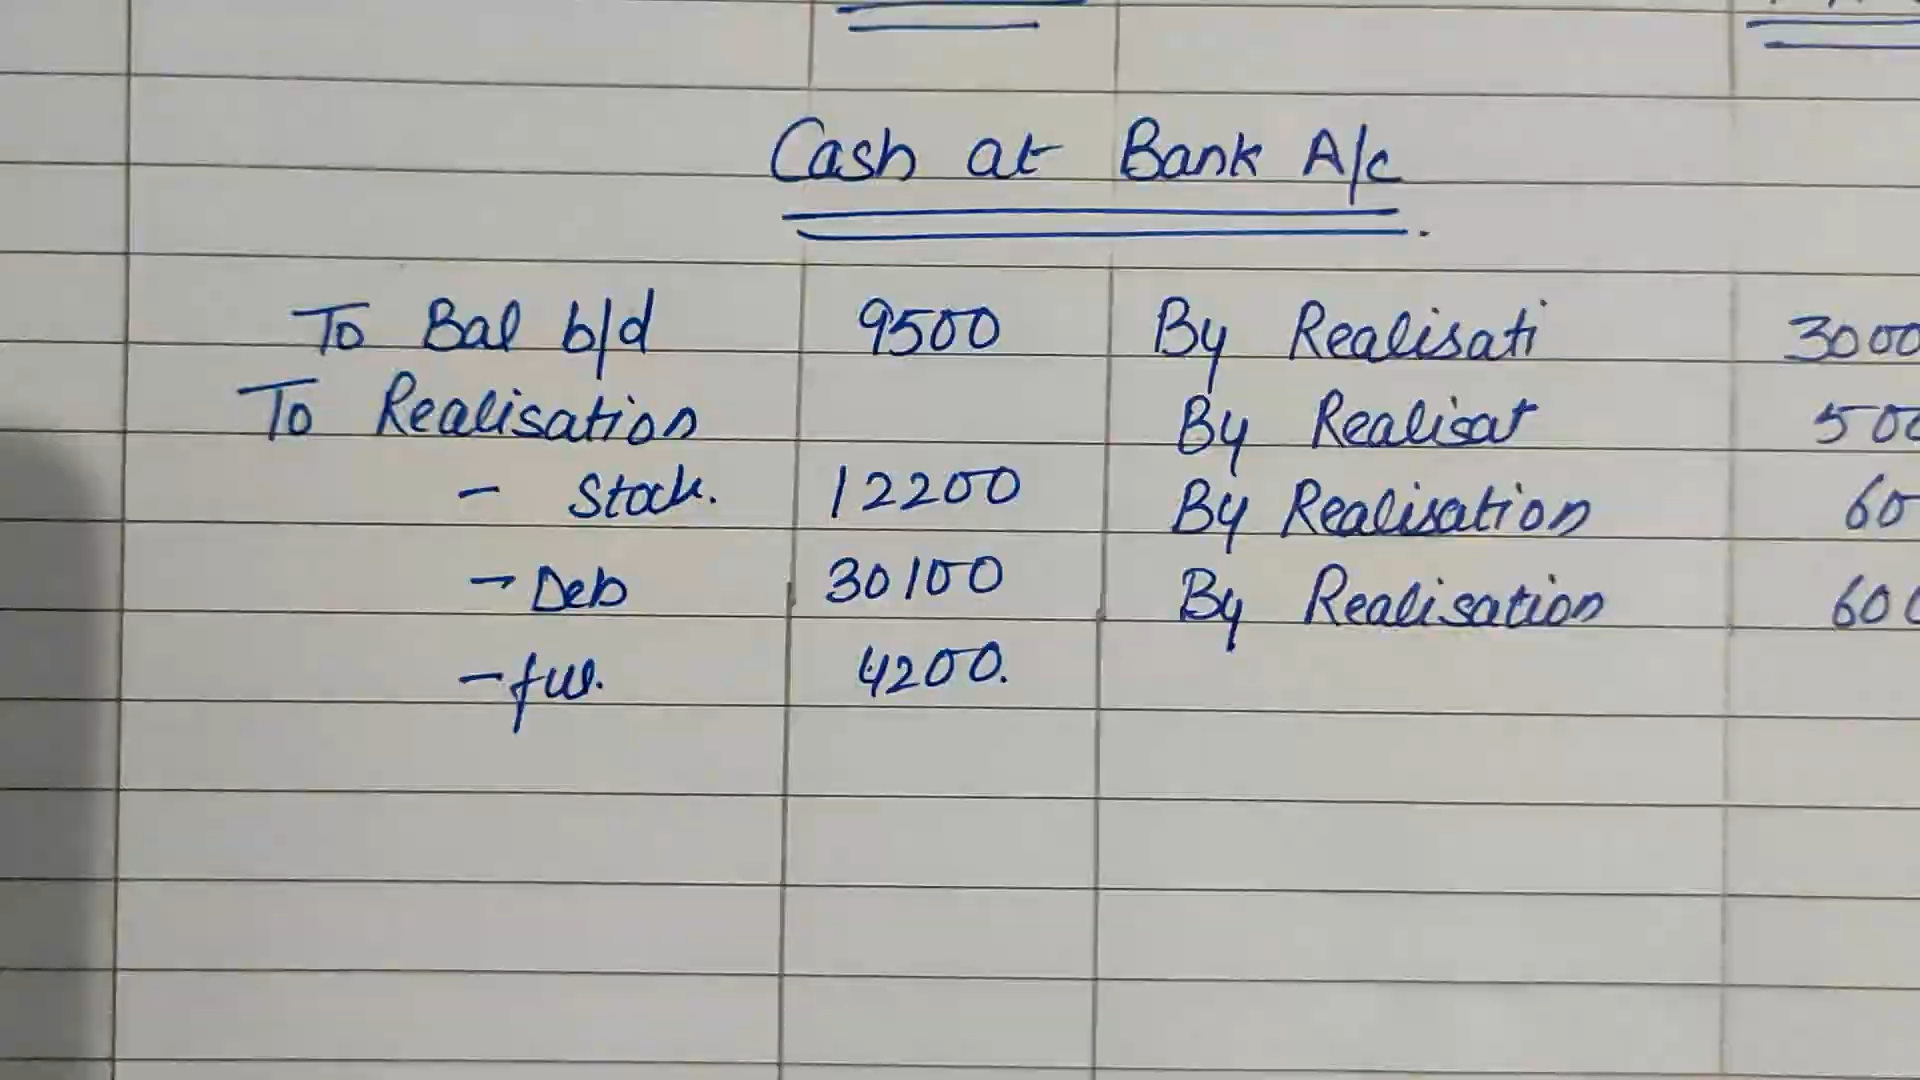 Cash at Bank A/c
To Bal b/d 9500 By Realisati 3000
To Realisation By Realisat 500
- Stock. 12200 By Realisation 60
- Deb 30100 By Realisation 600
- fur. 4200.